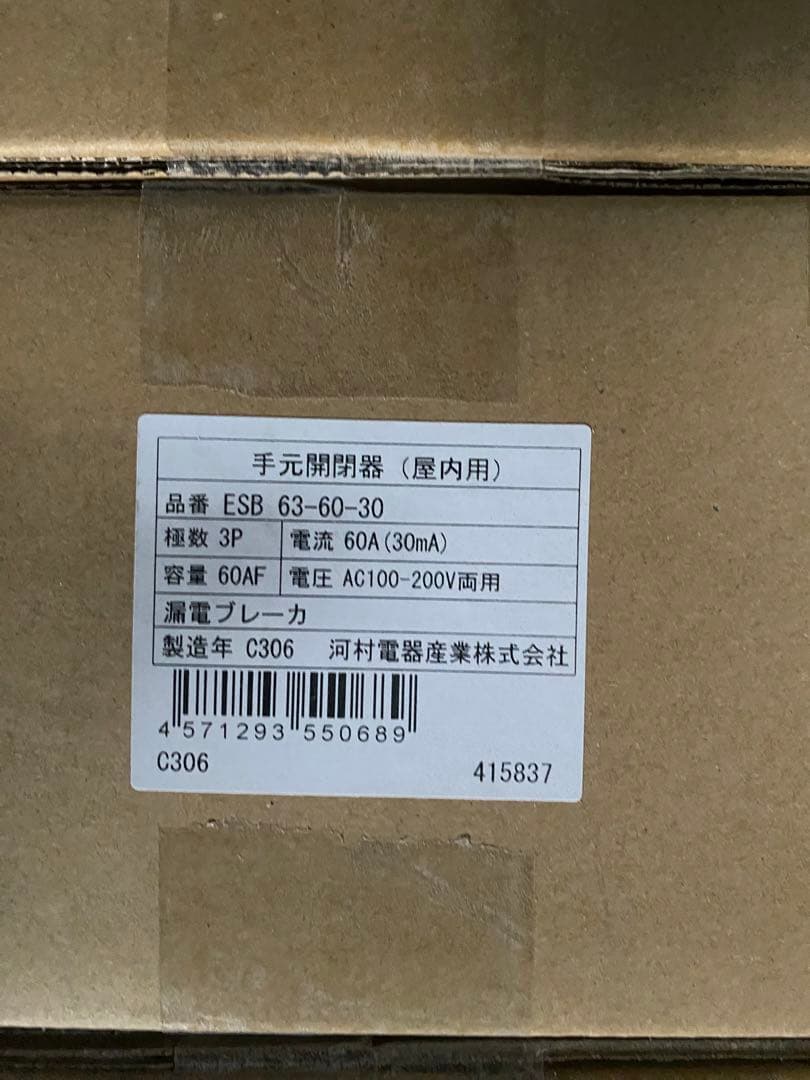 手元開閉器（屋内用）
品番 ESB 63-60-30
極数 3P 電流 60A(30mA)
容量 60AF 電圧 AC100-200V両用
漏電ブレーカ
製造年 C306 河村電器産業株式会社
4 571293 550689
C306 415837